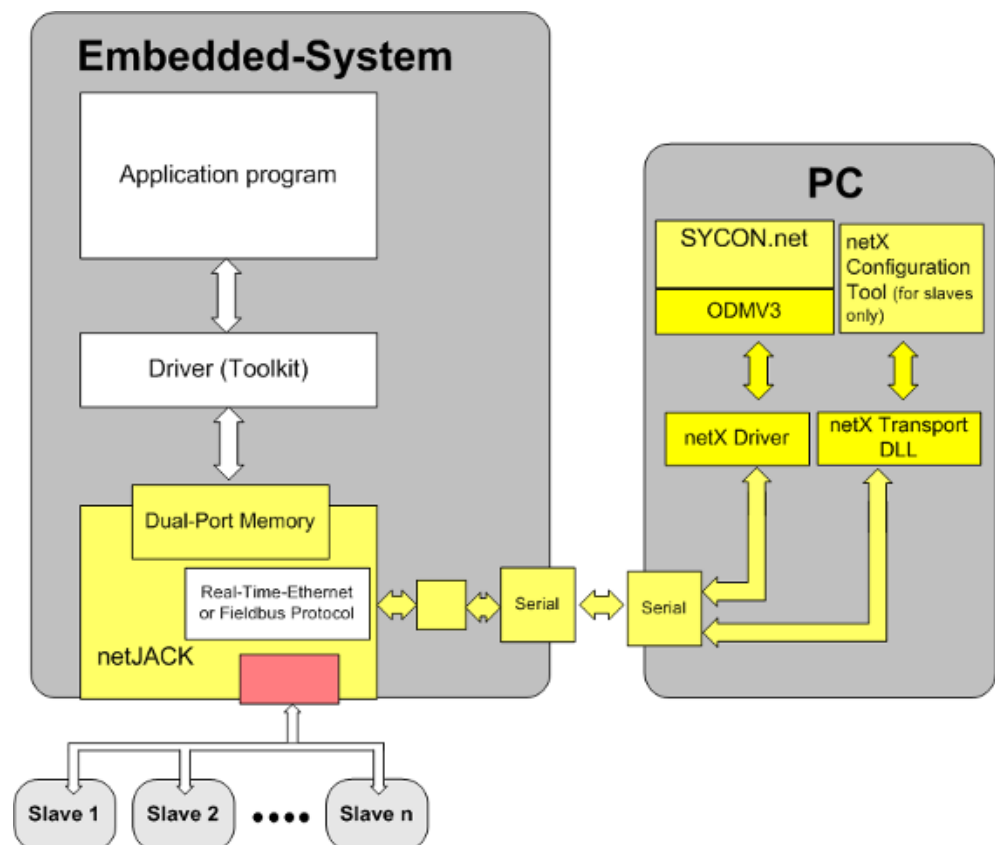 Embedded-System
Application program
Driver (Toolkit)
Dual-Port Memory
Real-Time-Ethernet
or Fieldbus Protocol
netJACK
Serial
PC
SYCON.net
ODMV3
netX
Configuration
Tool (for slaves
only)
netX Driver
netX Transport
DLL
Serial
Slave 1
Slave 2
Slave n